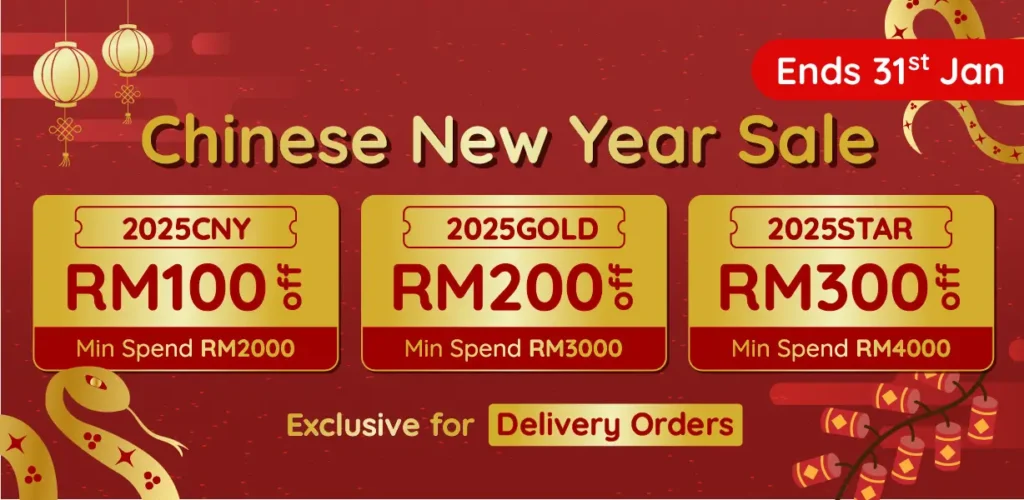 Ends 31st Jan
Chinese New Year Sale
2025CNY
RM100 off
Min Spend RM2000
2025GOLD
RM200 off
Min Spend RM3000
2025STAR
RM300 off
Min Spend RM4000
Exclusive for Delivery Orders